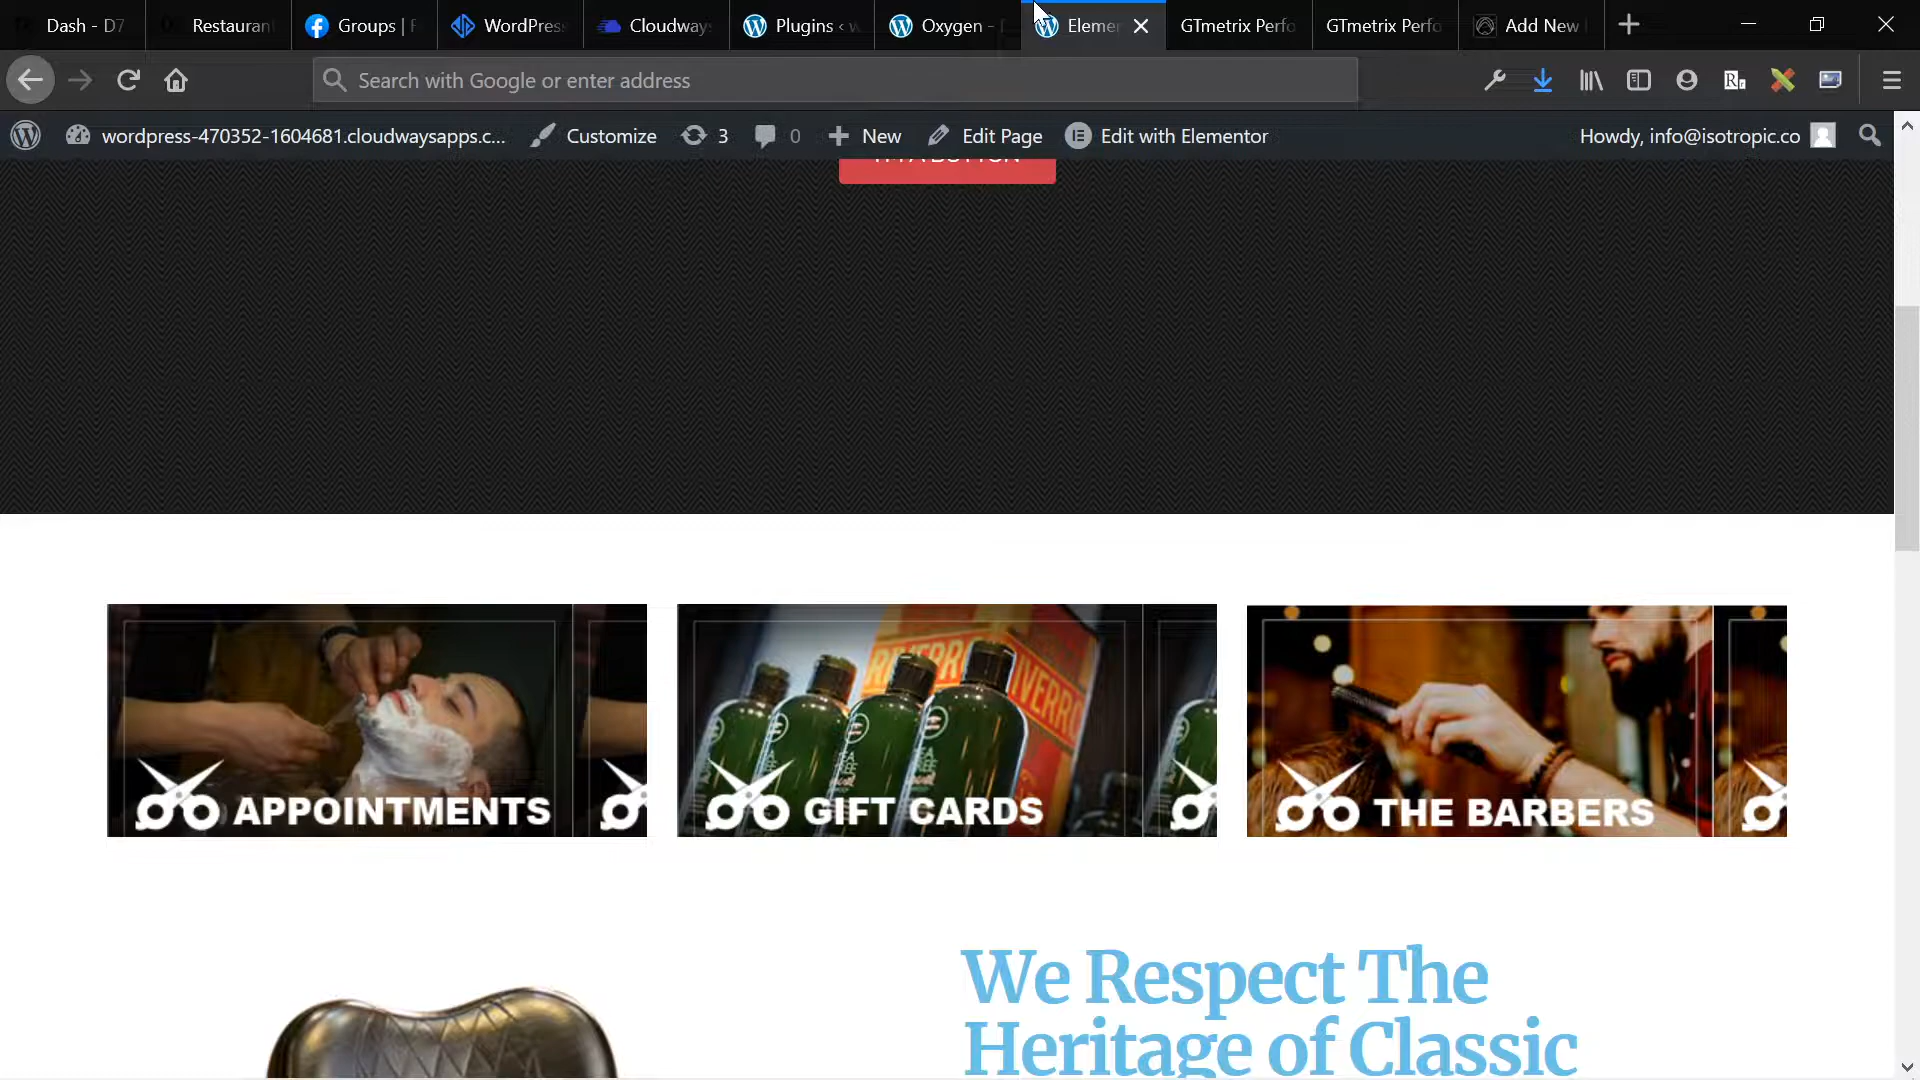 Dash - D7
Restaurant
Groups | F
WordPress
Cloudway
Plugins ‹ w
Oxygen -
Elemen
GTmetrix Perfo
GTmetrix Perfo
Add New
Search with Google or enter address
wordpress-470352-1604681.cloudwaysapps.c...
Customize
3
0
New
Edit Page
Edit with Elementor
Howdy, info@isotropic.co
APPOINTMENTS
GIFT CARDS
THE BARBERS
We Respect The
Heritage of Classic